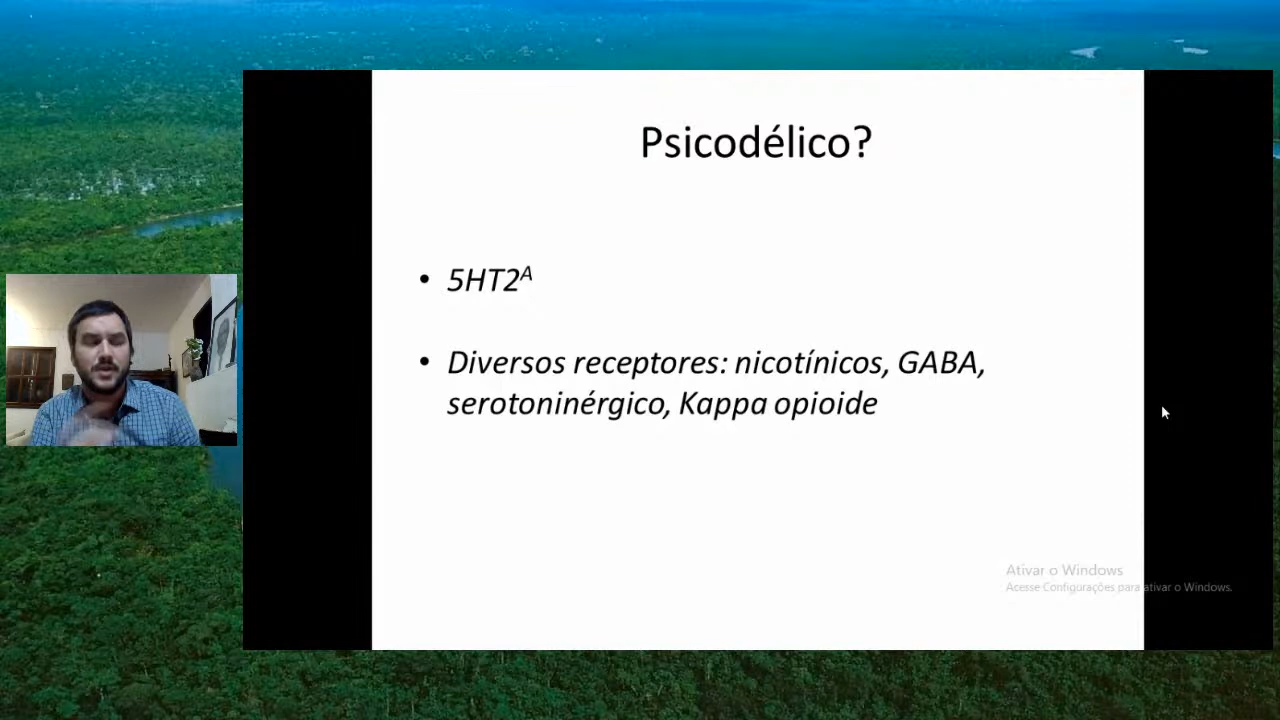 Psicodélico?
• 5HT2ᴬ
• Diversos receptores: nicotínicos, GABA,
serotoninérgico, Kappa opioide
Ativar o Windows
Acesse Configurações para ativar o Windows.